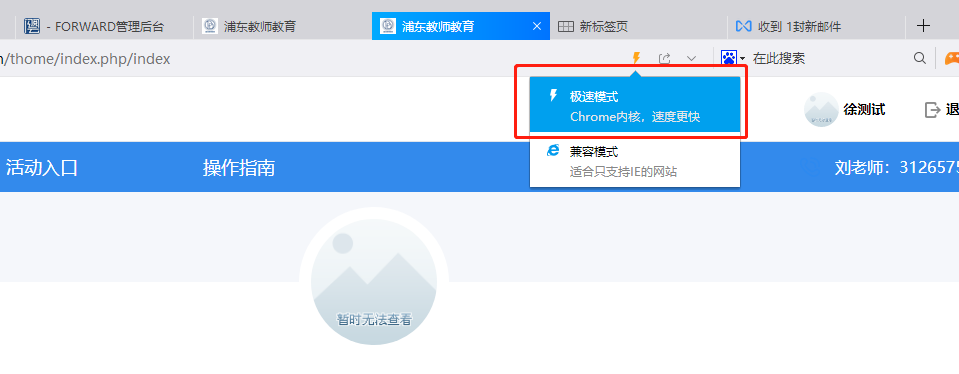 - FORWARD管理后台
浦东教师教育
浦东教师教育
新标签页
收到 1封新邮件
/thome/index.php/index
在此搜索
极速模式
Chrome内核，速度更快
徐测试
退
兼容模式
适合只支持IE的网站
活动入口
操作指南
刘老师：3126575
暂时无法查看